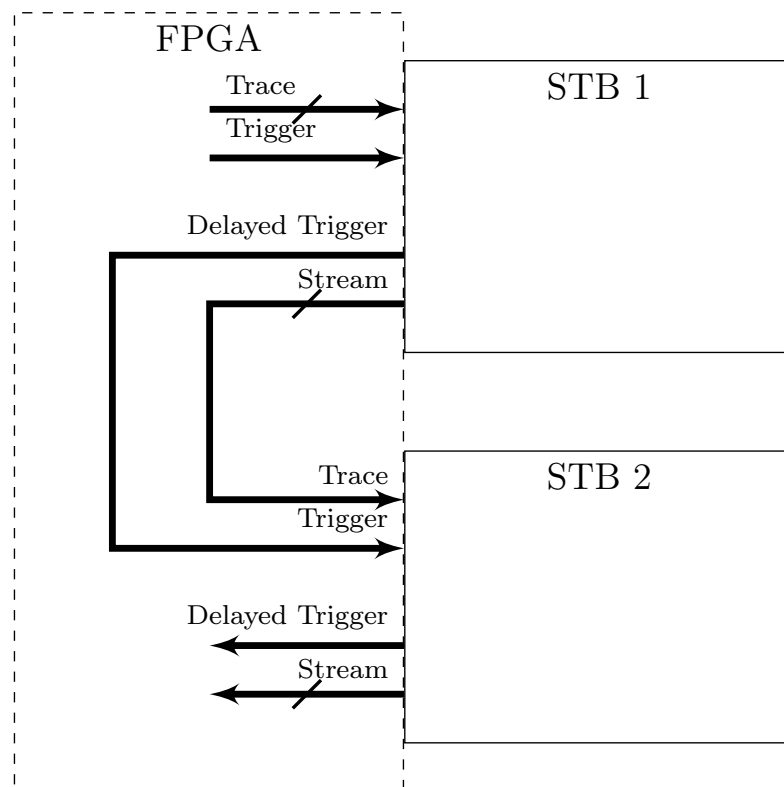 FPGA
STB 1
Trace
Trigger
Delayed Trigger
Stream
STB 2
Trace
Trigger
Delayed Trigger
Stream